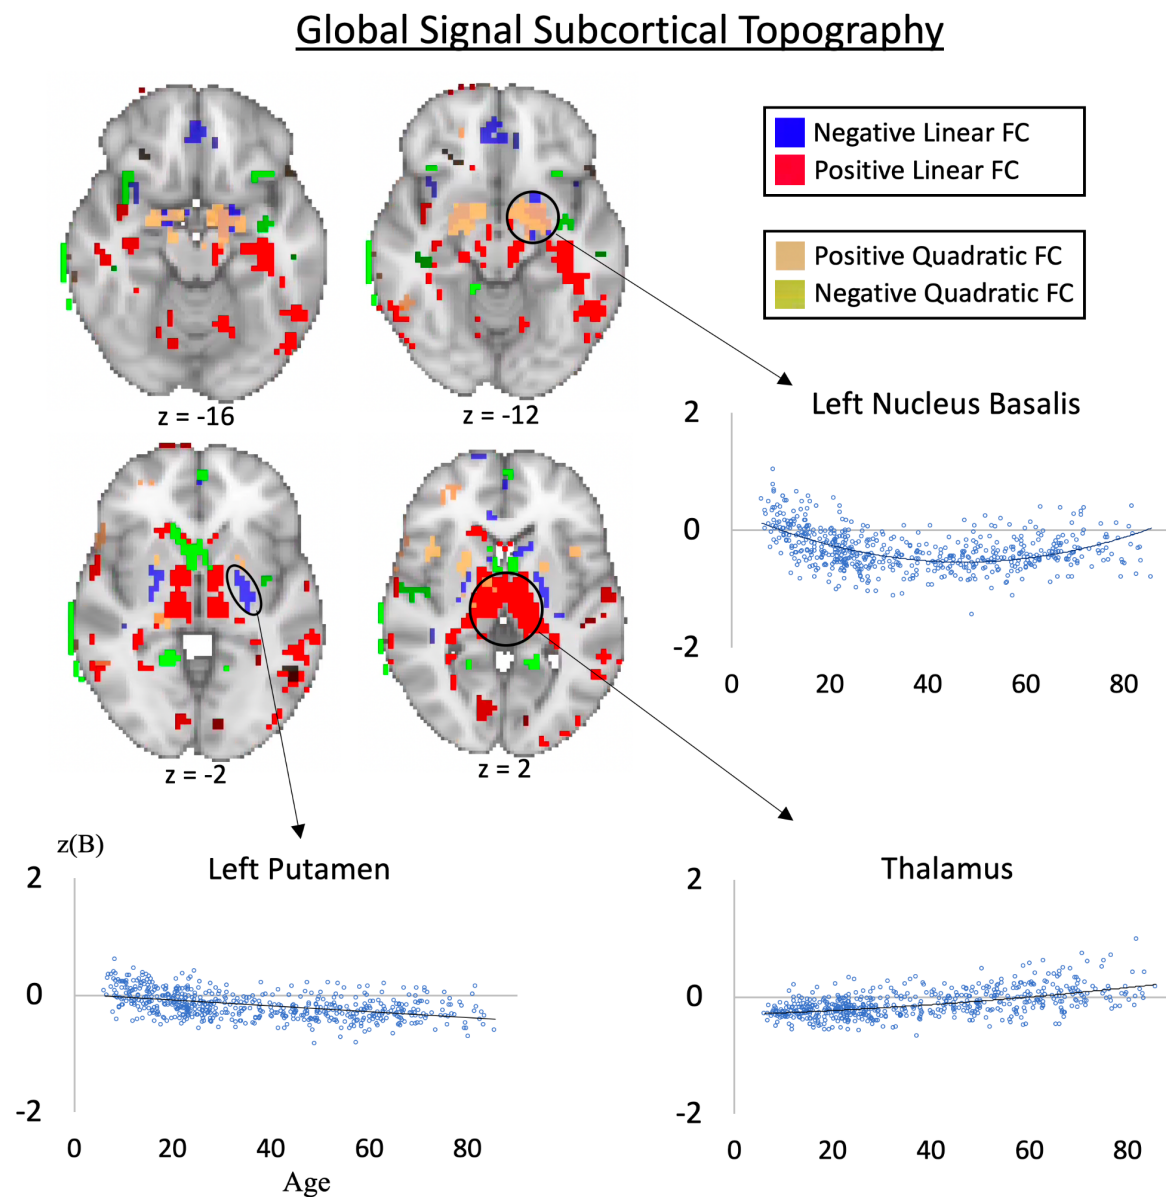 Global Signal Subcortical Topography
Negative Linear FC
Positive Linear FC
Positive Quadratic FC
Negative Quadratic FC
z = -16
z = -12
Left Nucleus Basalis
2
0
-2
0
20
40
60
80
z = -2
z = 2
z(B)
Left Putamen
2
0
-2
0
20
40
60
80
Age
Thalamus
2
0
-2
0
20
40
60
80